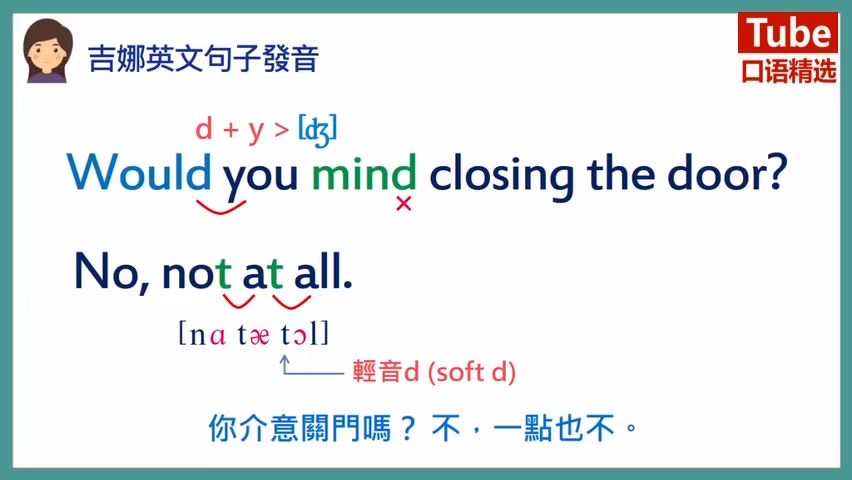 吉娜英文句子發音
Tube
口语精选
d + y > [ʤ]
Would you mind closing the door?
×
No, not at all.
[nɑ tæ tɔl]
輕音d (soft d)
你介意關門嗎？ 不，一點也不。